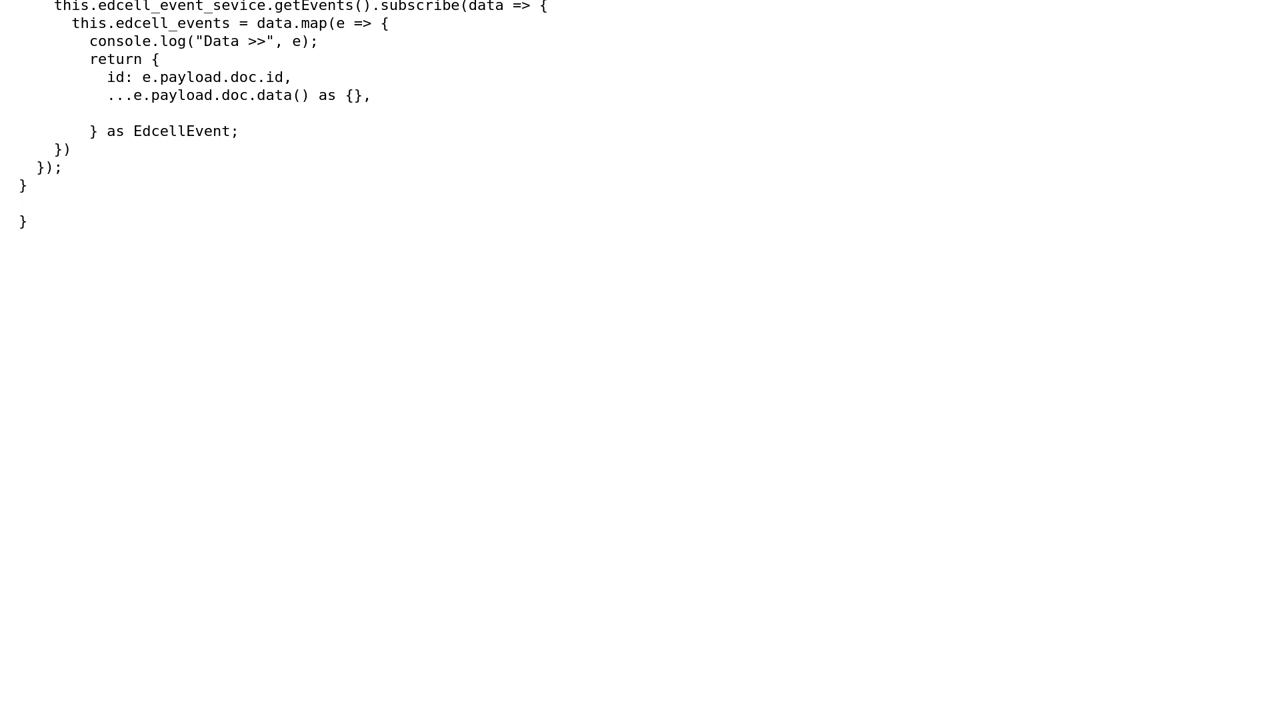 this.edcell_event_sevice.getEvents().subscribe(data => {
this.edcell_events = data.map(e => {
console.log("Data >>", e);
return {
id: e.payload.doc.id,
...e.payload.doc.data() as {},
} as EdcellEvent;
})
});
}
}